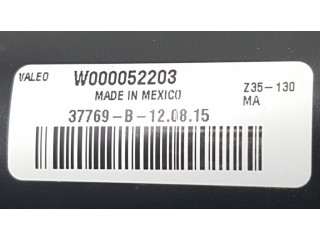 VALEO W000052203 Z35-130
MADE IN MEXICO MA
37769-B-12.08.15